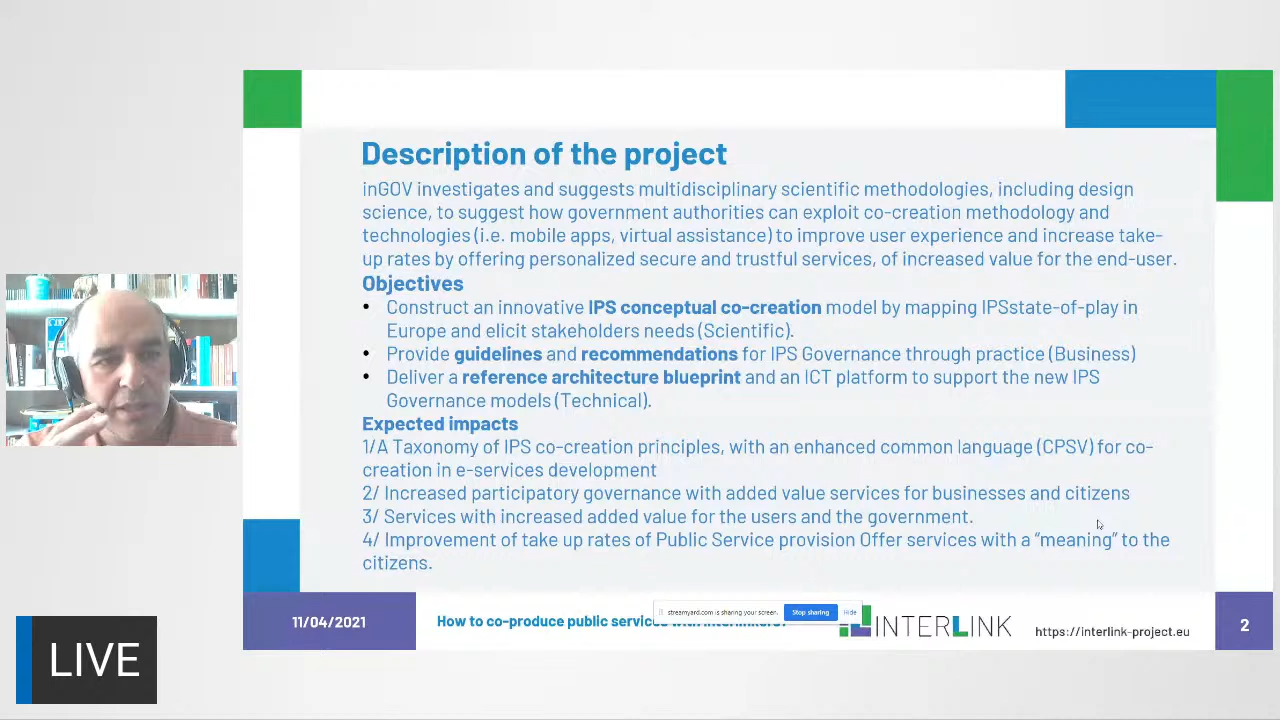 Description of the project
inGOV investigates and suggests multidisciplinary scientific methodologies, including design
science, to suggest how government authorities can exploit co-creation methodology and
technologies (i.e. mobile apps, virtual assistance) to improve user experience and increase take-
up rates by offering personalized secure and trustful services, of increased value for the end-user.
Objectives
• Construct an innovative IPS conceptual co-creation model by mapping IPSstate-of-play in
Europe and elicit stakeholders needs (Scientific).
• Provide guidelines and recommendations for IPS Governance through practice (Business)
• Deliver a reference architecture blueprint and an ICT platform to support the new IPS
Governance models (Technical).
Expected impacts
1/A Taxonomy of IPS co-creation principles, with an enhanced common language (CPSV) for co-
creation in e-services development
2/ Increased participatory governance with added value services for businesses and citizens
3/ Services with increased added value for the users and the government.
4/ Improvement of take up rates of Public Service provision Offer services with a “meaning” to the
citizens.
11/04/2021
How to co-produce public services with
streamyard.com is sharing your screen.
Stop sharing
Hide
INTERLINK
https://interlink-project.eu
2
LIVE